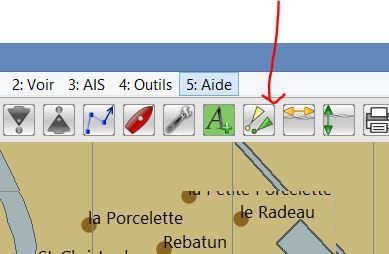 2: Voir 3: AIS 4: Outils 5: Aide
A
la Petite Porcelette
la Porcelette
le Radeau
Rebatun